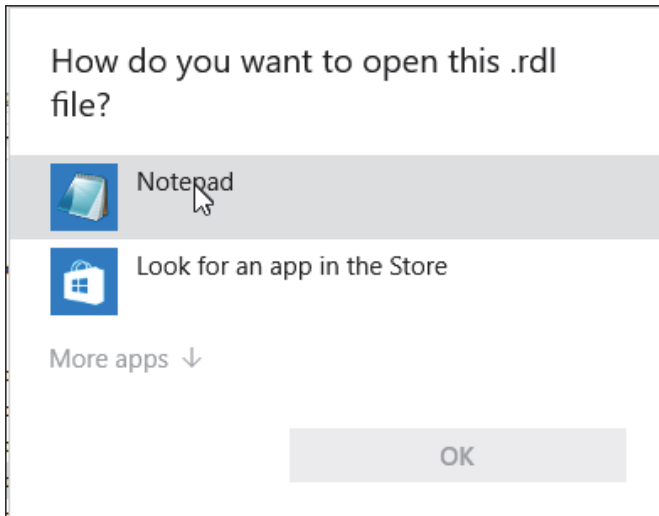 How do you want to open this .rdl
file?
Notepad
Look for an app in the Store
More apps ↓
OK